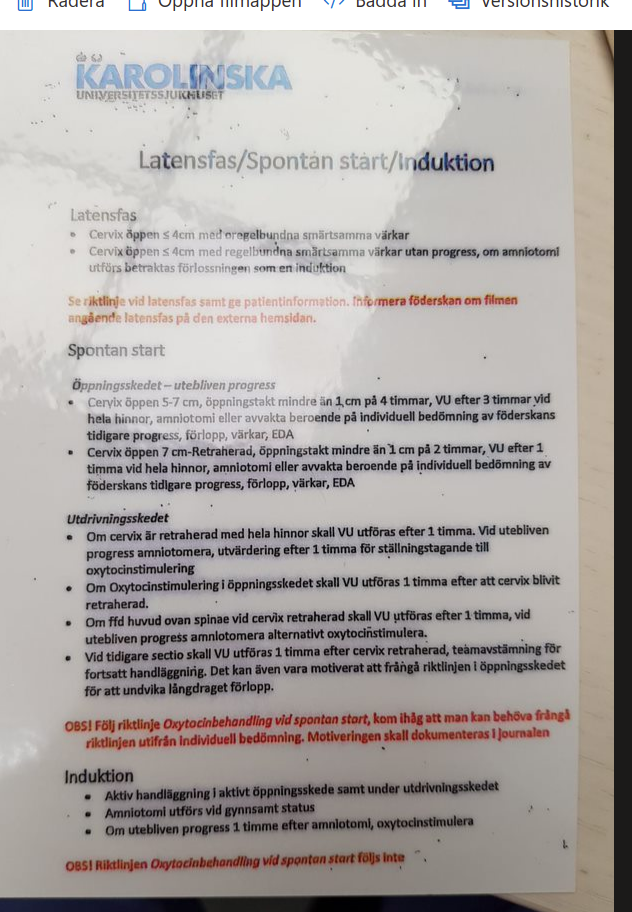 Radera Öppna filmappen Bädda in Versionshistorik
KAROLINSKA
UNIVERSITETSSJUKHUSET
Latensfas/Spontan start/Induktion
Latensfas
• Cervix öppen ≤ 4cm med oregelbundna smärtsamma värkar
• Cervix öppen ≤ 4cm med regelbundna smärtsamma värkar utan progress, om amniotomi
utförs betraktas förlossningen som en induktion
Se riktlinje vid latensfas samt ge patientinformation. Informera föderskan om filmen
angående latensfas på den externa hemsidan.
Spontan start
Öppningsskedet – utebliven progress
• Cervix öppen 5-7 cm, öppningstakt mindre än 1 cm på 4 timmar, VU efter 3 timmar vid
hela hinnor, amniotomi eller avvakta beroende på individuell bedömning av föderskans
tidigare progress, förlopp, värkar, EDA
• Cervix öppen 7 cm-Retraherad, öppningstakt mindre än 1 cm på 2 timmar, VU efter 1
timma vid hela hinnor, amniotomi eller avvakta beroende på individuell bedömning av
föderskans tidigare progress, förlopp, värkar, EDA
Utdrivningsskedet
• Om cervix är retraherad med hela hinnor skall VU utföras efter 1 timma. Vid utebliven
progress amniotomera, utvärdering efter 1 timma för ställningstagande till
oxytocinstimulering
• Om Oxytocinstimulering i öppningsskedet skall VU utföras 1 timma efter att cervix blivit
retraherad.
• Om ffd huvud ovan spinae vid cervix retraherad skall VU utföras efter 1 timma, vid
utebliven progress amniotomera alternativt oxytocinstimulera.
• Vid tidigare sectio skall VU utföras 1 timma efter cervix retraherad, teamavstämning för
fortsatt handläggning. Det kan även vara motiverat att frångå riktlinjen i öppningsskedet
för att undvika långdraget förlopp.
OBS! Följ riktlinje Oxytocinbehandling vid spontan start, kom ihåg att man kan behöva frångå
riktlinjen utifrån individuell bedömning. Motiveringen skall dokumenteras i journalen
Induktion
• Aktiv handläggning i aktivt öppningsskede samt under utdrivningsskedet
• Amniotomi utförs vid gynnsamt status
• Om utebliven progress 1 timme efter amniotomi, oxytocinstimulera
OBS! Riktlinjen Oxytocinbehandling vid spontan start följs inte